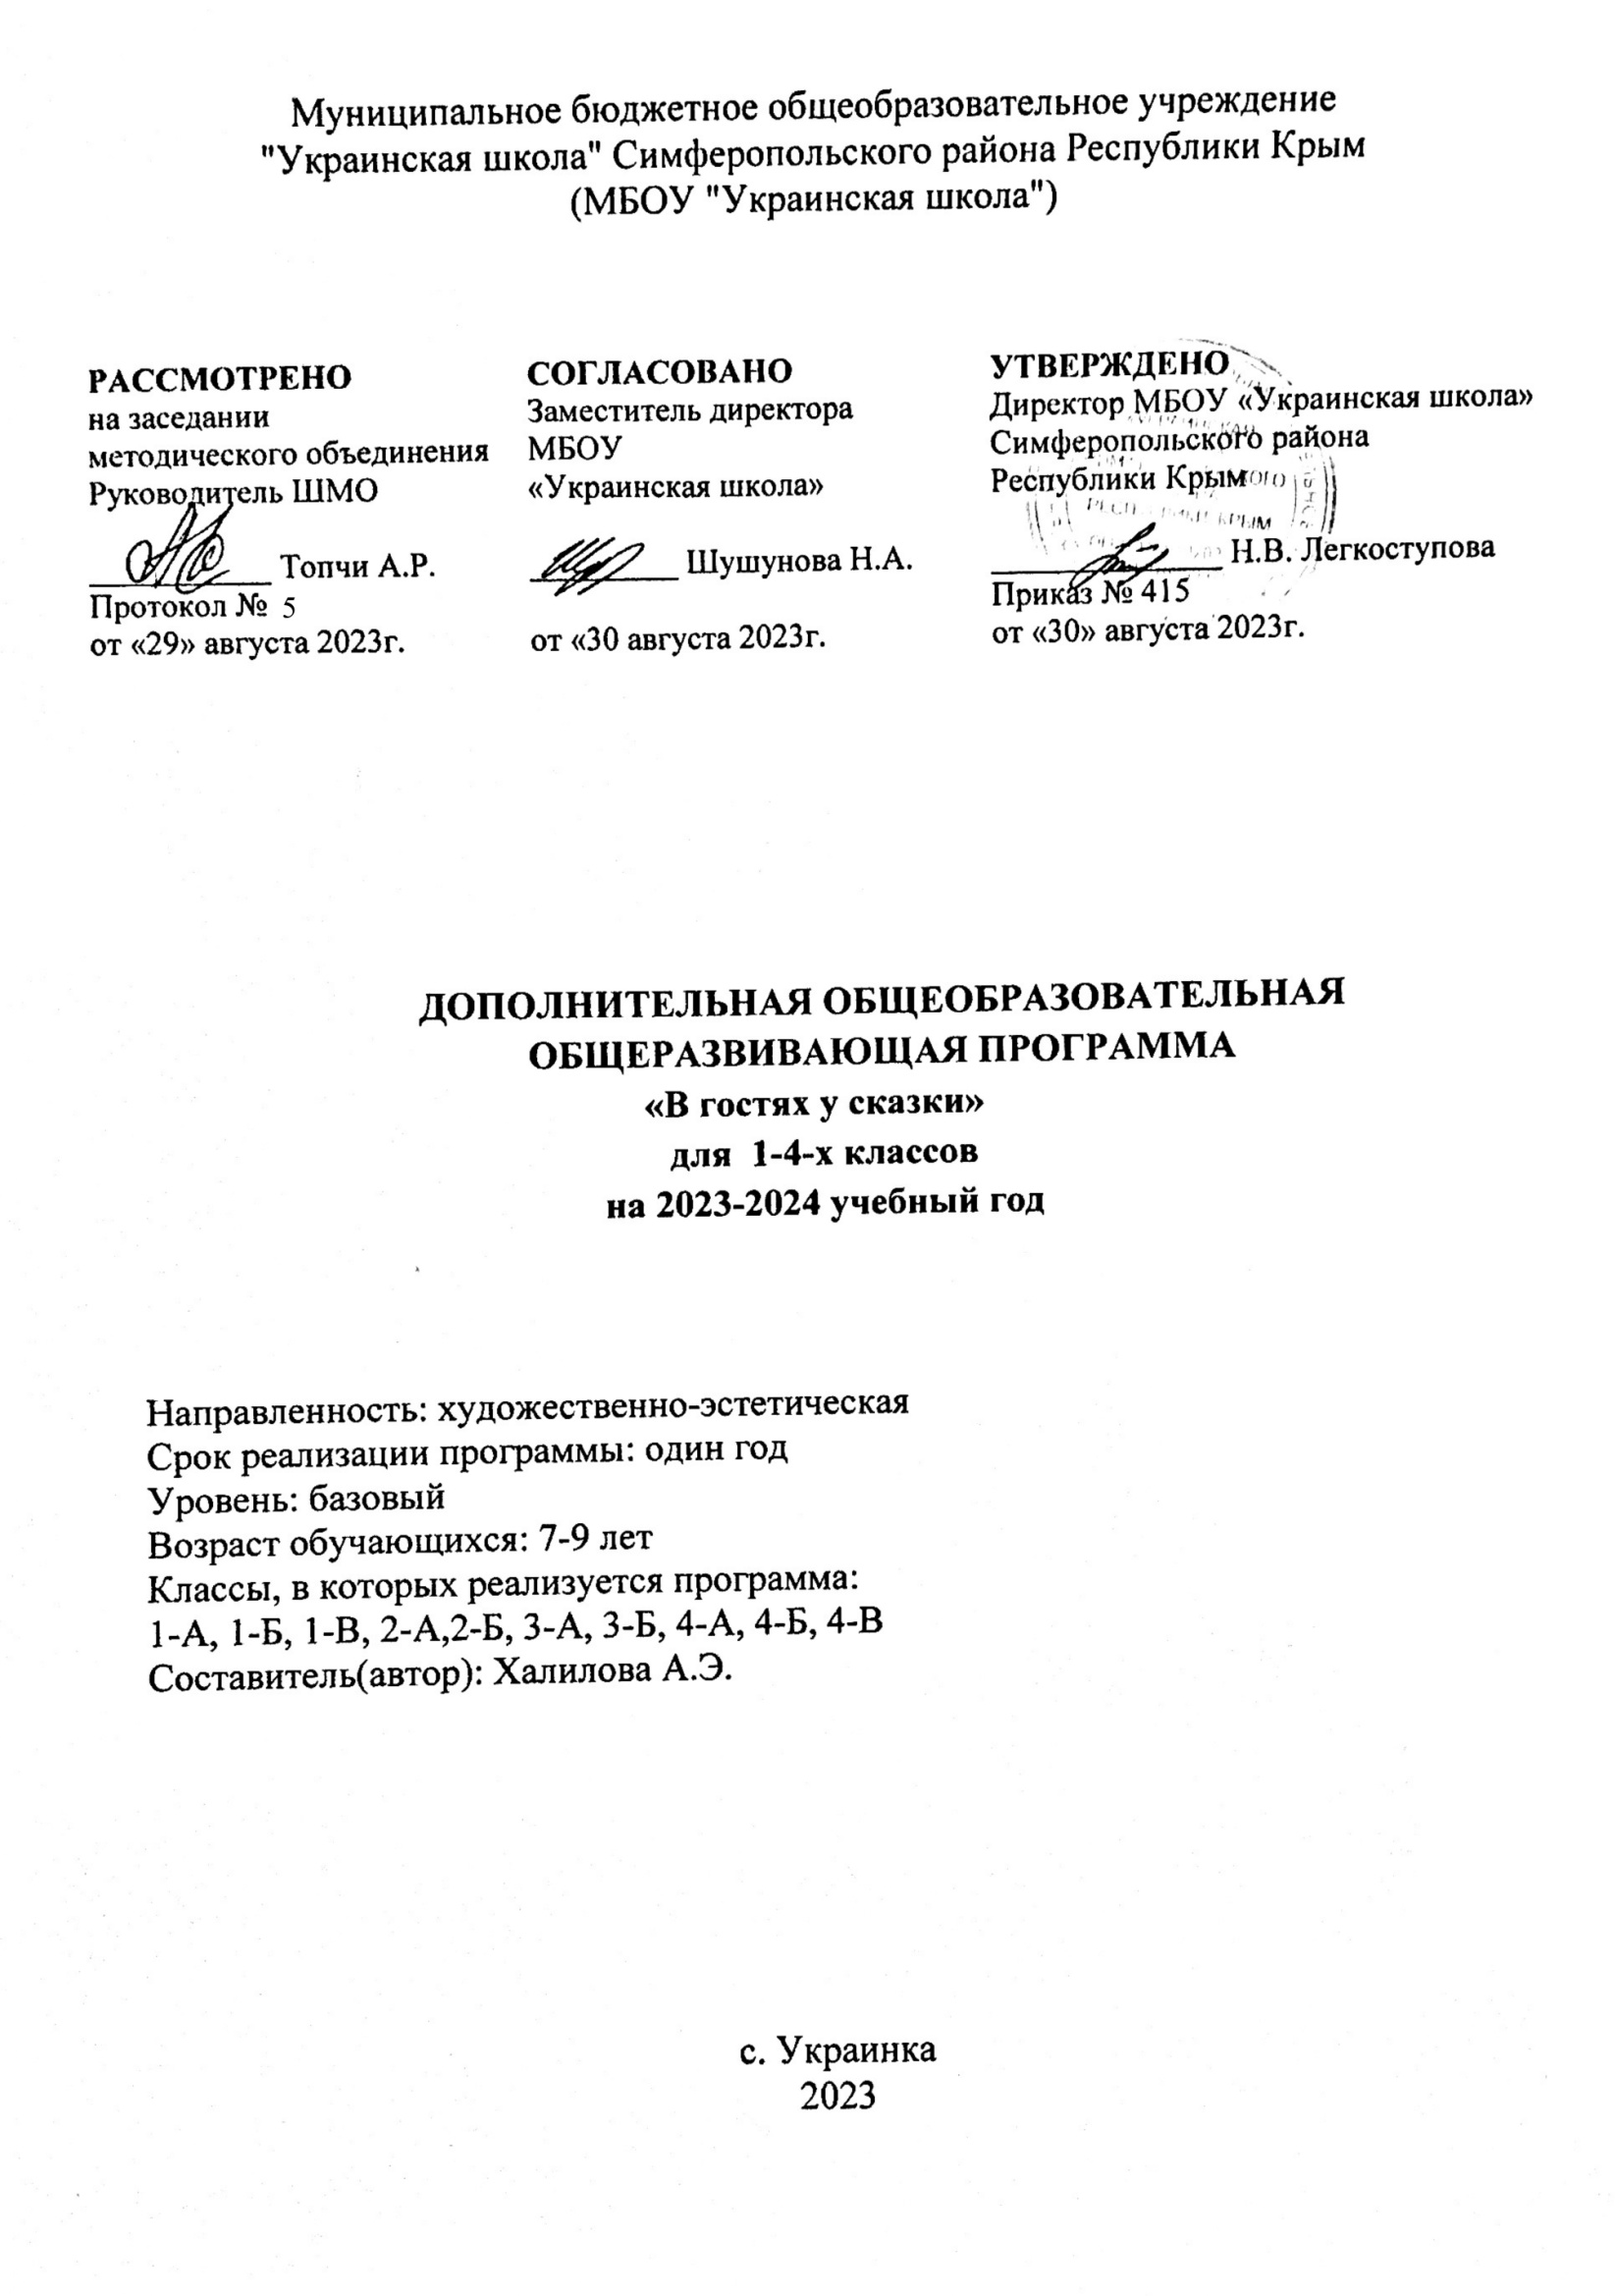 Муниципальное бюджетное общеобразовательное учреждение
"Украинская школа" Симферопольского района Республики Крым
(МБОУ "Украинская школа")
РАССМОТРЕНО
на заседании
методического объединения
Руководитель ШМО
Топчи А.Р.
Протокол № 5
от «29» августа 2023г.
СОГЛАСОВАНО
Заместитель директора
МБОУ
«Украинская школа»
Шушунова Н.А.
от «30 августа 2023г.
УТВЕРЖДЕНО
Директор МБОУ «Украинская школа»
Симферопольского района
Республики Крым
Н.В. Легкоступова
Приказ № 415
от «30» августа 2023г.
ДОПОЛНИТЕЛЬНАЯ ОБЩЕОБРАЗОВАТЕЛЬНАЯ
ОБЩЕРАЗВИВАЮЩАЯ ПРОГРАММА
«В гостях у сказки»
для 1-4-х классов
на 2023-2024 учебный год
Направленность: художественно-эстетическая
Срок реализации программы: один год
Уровень: базовый
Возраст обучающихся: 7-9 лет
Классы, в которых реализуется программа:
1-А, 1-Б, 1-В, 2-А,2-Б, 3-А, 3-Б, 4-А, 4-Б, 4-В
Составитель(автор): Халилова А.Э.
с. Украинка
2023